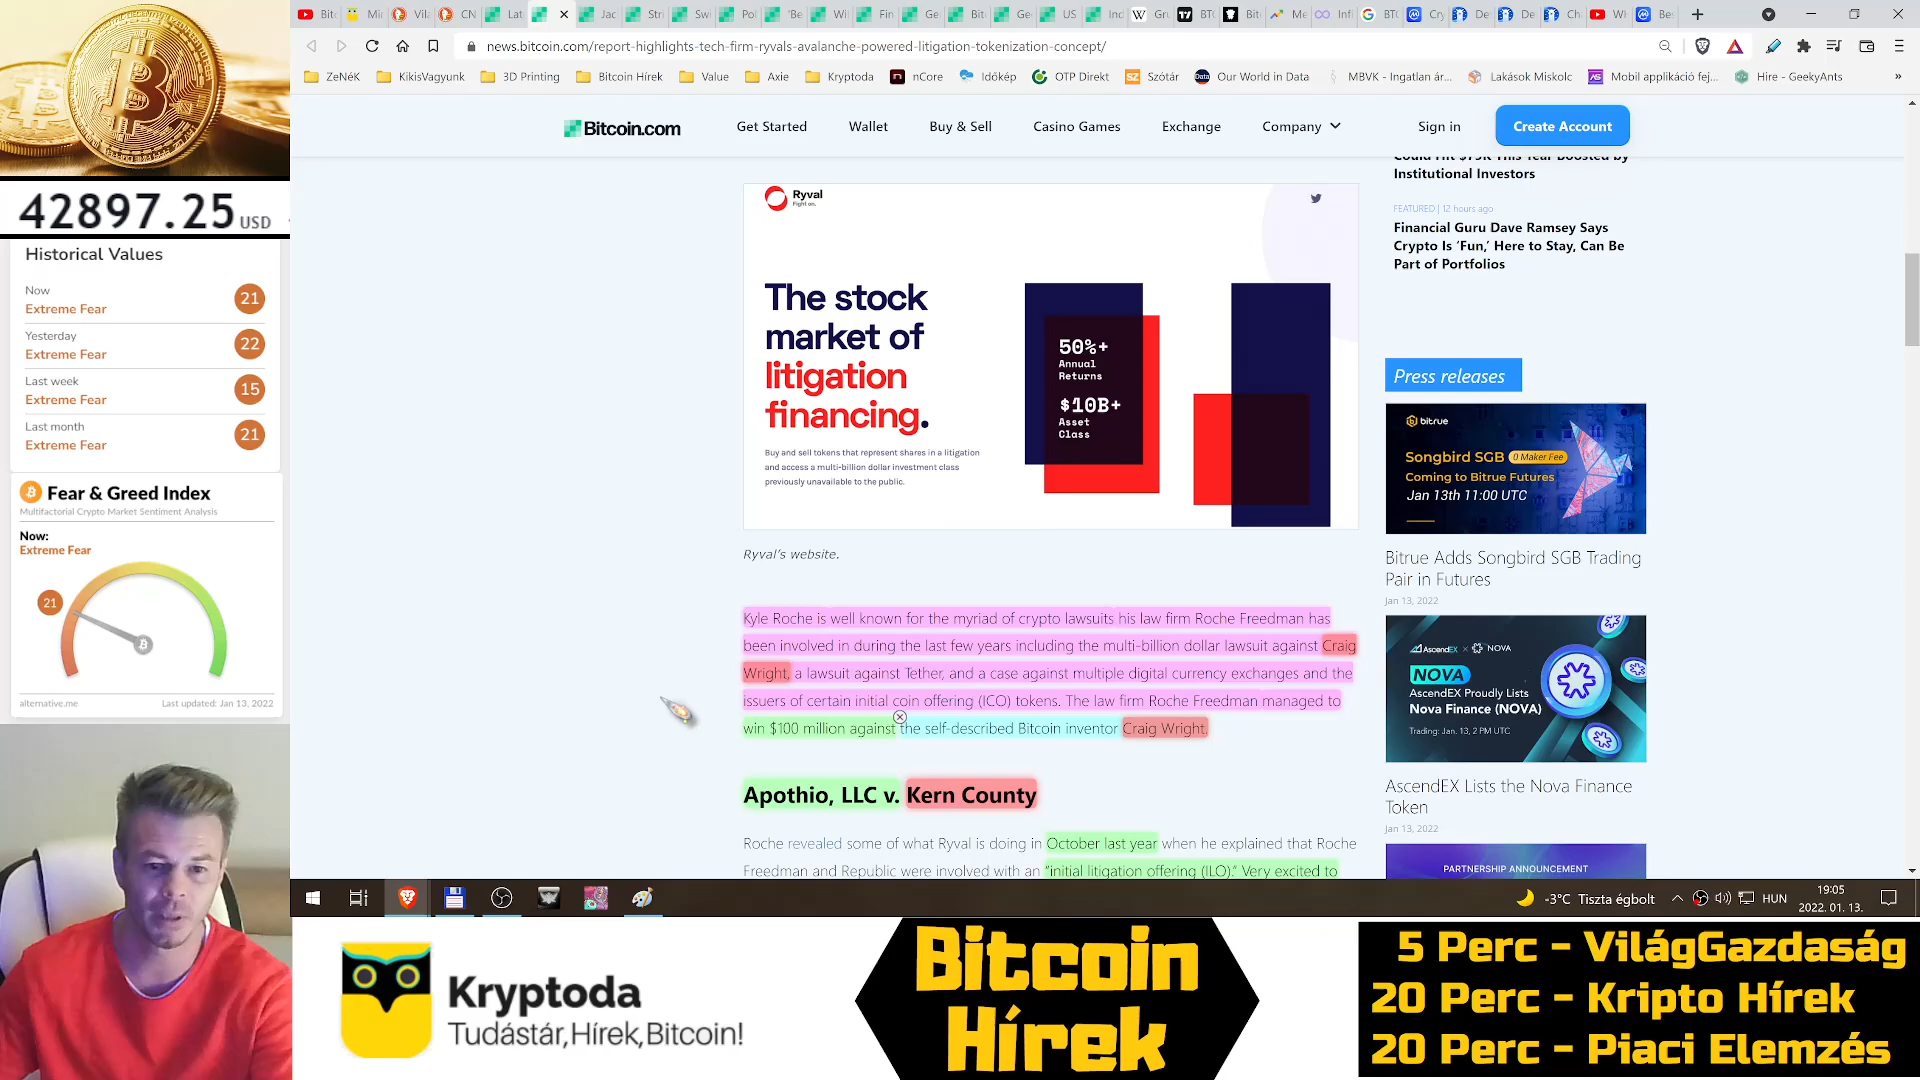 news.bitcoin.com/report-highlights-tech-firm-ryvals-avalanche-powered-litigation-tokenization-concept/
ZeNéK KikisVagyunk 3D Printing Bitcoin Hírek Value Axie Kryptoda nCore Időkép OTP Direkt Szótár Our World in Data MBVK - Ingatlan ár... Lakások Miskolc Mobil applikáció fej... Hire - GeekyAnts »
Bitcoin.com Get Started Wallet Buy & Sell Casino Games Exchange Company Sign in Create Account
42897.25 USD
Historical Values
Now
Extreme Fear
21
Yesterday
Extreme Fear
22
Last week
Extreme Fear
15
Last month
Extreme Fear
21
Fear & Greed Index
Multifactorial Crypto Market Sentiment Analysis
Now:
Extreme Fear
21
alternative.me Last updated: Jan 13, 2022
Ryval
Fight on.
The stock
market of
litigation
financing.
Buy and sell tokens that represent shares in a litigation
and access a multi-billion dollar investment class
previously unavailable to the public.
50%+
Annual
Returns
$10B+
Asset
Class
Ryval's website.
Kyle Roche is well known for the myriad of crypto lawsuits his law firm Roche Freedman has
been involved in during the last few years including the multi-billion dollar lawsuit against Craig
Wright, a lawsuit against Tether, and a case against multiple digital currency exchanges and the
issuers of certain initial coin offering (ICO) tokens. The law firm Roche Freedman managed to
win $100 million against the self-described Bitcoin inventor Craig Wright.
Apothio, LLC v. Kern County
Roche revealed some of what Ryval is doing in October last year when he explained that Roche
Freedman and Republic were involved with an "initial litigation offering (ILO)." Very excited to
Could Hit $75K This Year Boosted by
Institutional Investors
FEATURED | 12 hours ago
Financial Guru Dave Ramsey Says
Crypto Is 'Fun,' Here to Stay, Can Be
Part of Portfolios
Press releases
bitrue
Songbird SGB 0 Maker Fee
Coming to Bitrue Futures
Jan 13th 11:00 UTC
Bitrue Adds Songbird SGB Trading
Pair in Futures
Jan 13, 2022
AscendEX × NOVA
NOVA
AscendEX Proudly Lists
Nova Finance (NOVA)
Trading: Jan. 13, 2 PM UTC
AscendEX Lists the Nova Finance
Token
Jan 13, 2022
PARTNERSHIP ANNOUNCEMENT
-3°C Tiszta égbolt HUN 19:05
2022. 01. 13.
Kryptoda
Tudástár,Hírek,Bitcoin!
Bitcoin
Hírek
5 Perc - VilágGazdaság
20 Perc - Kripto Hírek
20 Perc - Piaci Elemzés